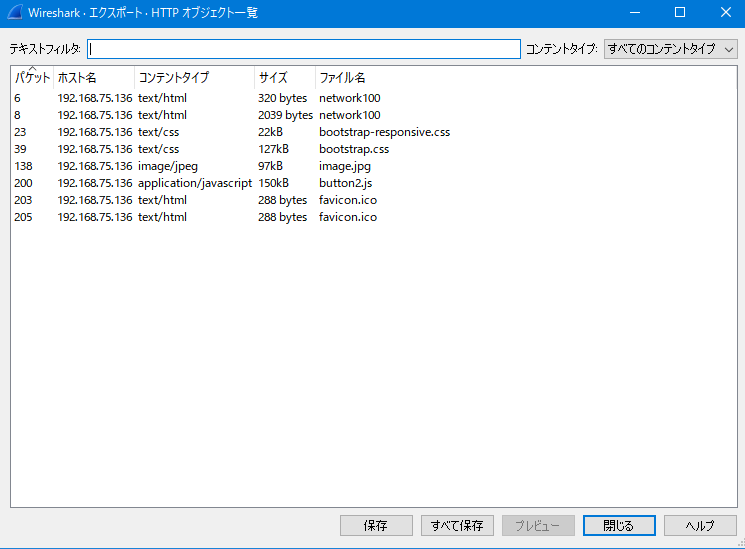 Wireshark · エクスポート · HTTP オブジェクト一覧
テキストフィルタ: コンテントタイプ: すべてのコンテントタイプ
パケット ホスト名 コンテントタイプ サイズ ファイル名
6 192.168.75.136 text/html 320 bytes network100
8 192.168.75.136 text/html 2039 bytes network100
23 192.168.75.136 text/css 22kB bootstrap-responsive.css
39 192.168.75.136 text/css 127kB bootstrap.css
138 192.168.75.136 image/jpeg 97kB image.jpg
200 192.168.75.136 application/javascript 150kB button2.js
203 192.168.75.136 text/html 288 bytes favicon.ico
205 192.168.75.136 text/html 288 bytes favicon.ico
保存 すべて保存 プレビュー 閉じる ヘルプ